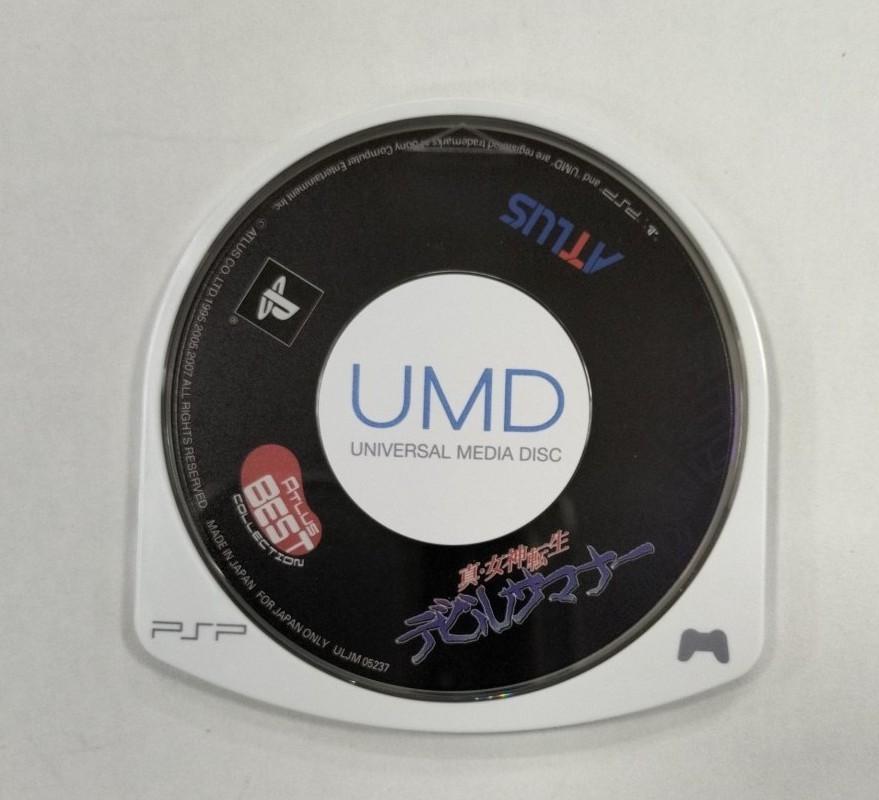 UMD
UNIVERSAL MEDIA DISC
ATLUS
"PSP" and "UMD" are registered trademarks of Sony Computer Entertainment Inc.
© ATLUS CO.,LTD.1995 2005 2007 ALL RIGHTS RESERVED.
MADE IN JAPAN FOR JAPAN ONLY ULJM 05237
ATLUS
BEST
COLLECTION
真・女神転生
デビルサマナー
PSP